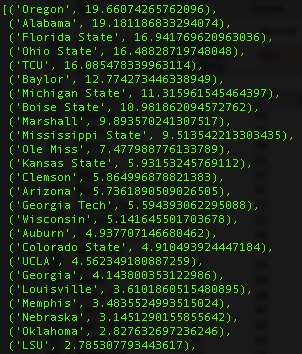 [('Oregon', 19.66074265762096),
('Alabama', 19.181186833294074),
('Florida State', 16.941769620963036),
('Ohio State', 16.48828719748048),
('TCU', 16.085478339963114),
('Baylor', 12.774273446338949),
('Michigan State', 11.315961545464397),
('Boise State', 10.981862094572762),
('Marshall', 9.893570241307517),
('Mississippi State', 9.513542213303435),
('Ole Miss', 7.477988776133789),
('Kansas State', 5.93153245769112),
('Clemson', 5.864996878821383),
('Arizona', 5.7361890509026505),
('Georgia Tech', 5.594393062295088),
('Wisconsin', 5.141645501703678),
('Auburn', 4.937707146680462),
('Colorado State', 4.910493924447184),
('UCLA', 4.562349180887259),
('Georgia', 4.143800353122986),
('Louisville', 3.6101860515480895),
('Memphis', 3.4835524993515024),
('Nebraska', 3.1451290155855642),
('Oklahoma', 2.827632697236246),
('LSU', 2.785307793443617),